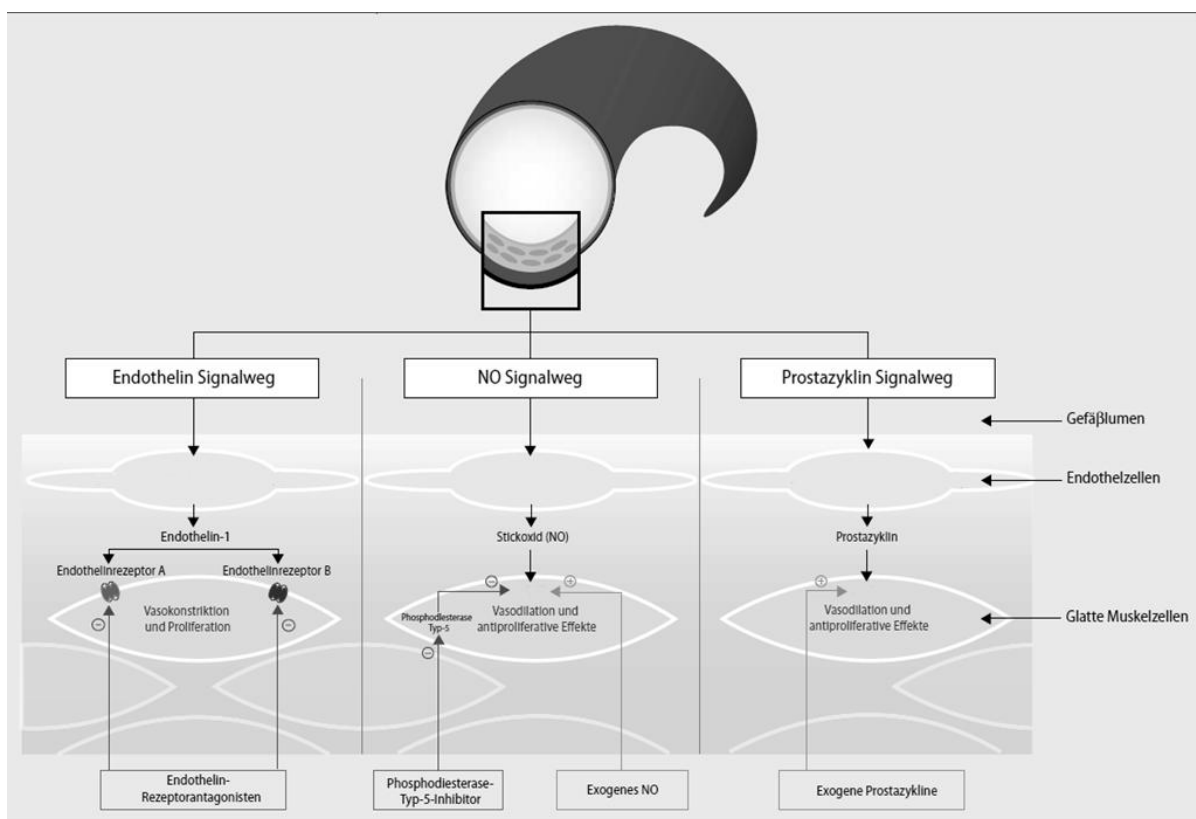 Endothelin Signalweg
NO Signalweg
Prostazyklin Signalweg
Gefäßlumen
Endothelzellen
Endothelin-1
Stickoxid (NO)
Prostazyklin
Endothelinrezeptor A
Endothelinrezeptor B
Vasokonstriktion
und Proliferation
Phosphodiesterase
Typ-5
Vasodilation und
antiproliferative Effekte
Vasodilation und
antiproliferative Effekte
Glatte Muskelzellen
Endothelin-
Rezeptorantagonisten
Phosphodiesterase-
Typ-5-Inhibitor
Exogenes NO
Exogene Prostazykline